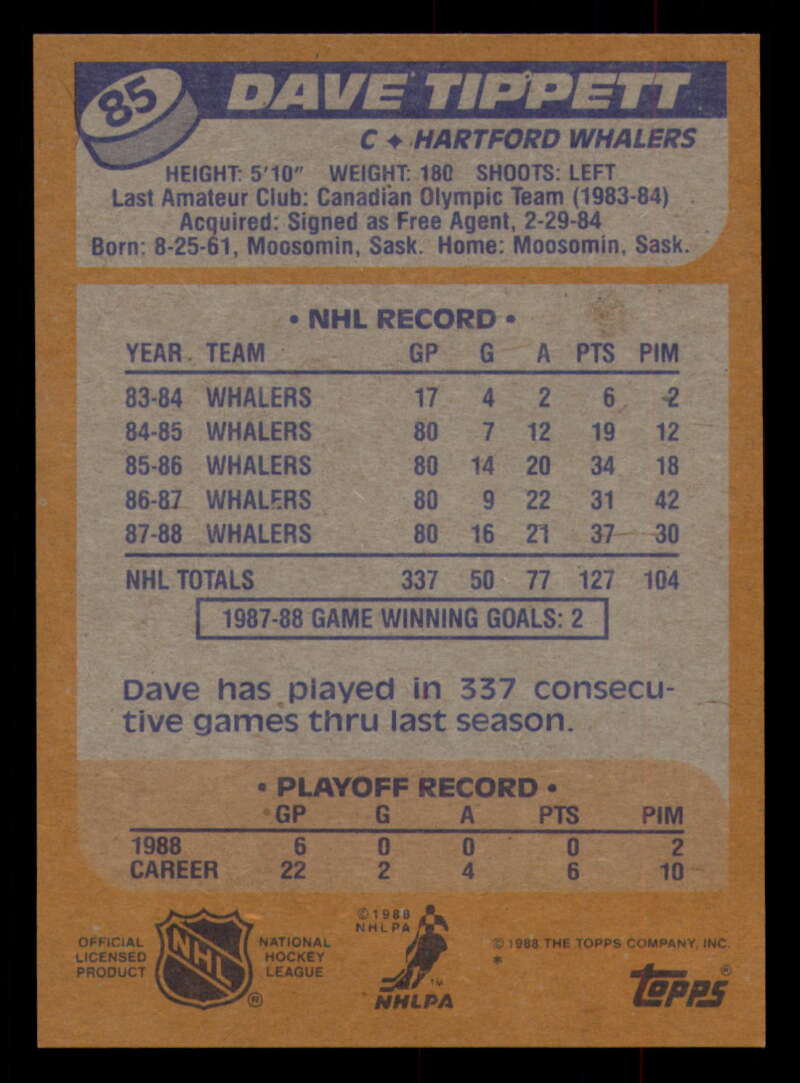 85
DAVE TIPPETT
C ✦ HARTFORD WHALERS
HEIGHT: 5'10" WEIGHT: 180 SHOOTS: LEFT
Last Amateur Club: Canadian Olympic Team (1983-84)
Acquired: Signed as Free Agent, 2-29-84
Born: 8-25-61, Moosomin, Sask. Home: Moosomin, Sask.
• NHL RECORD •
YEAR TEAM GP G A PTS PIM
83-84 WHALERS 17 4 2 6 2
84-85 WHALERS 80 7 12 19 12
85-86 WHALERS 80 14 20 34 18
86-87 WHALERS 80 9 22 31 42
87-88 WHALERS 80 16 21 37 30
NHL TOTALS 337 50 77 127 104
1987-88 GAME WINNING GOALS: 2
Dave has played in 337 consecu-
tive games thru last season.
• PLAYOFF RECORD •
GP G A PTS PIM
1988 6 0 0 0 2
CAREER 22 2 4 6 10
OFFICIAL
LICENSED
PRODUCT
NHL
®
NATIONAL
HOCKEY
LEAGUE
©1988
NHLPA
TM
NHLPA
© 1988 THE TOPPS COMPANY, INC.
*
Topps®